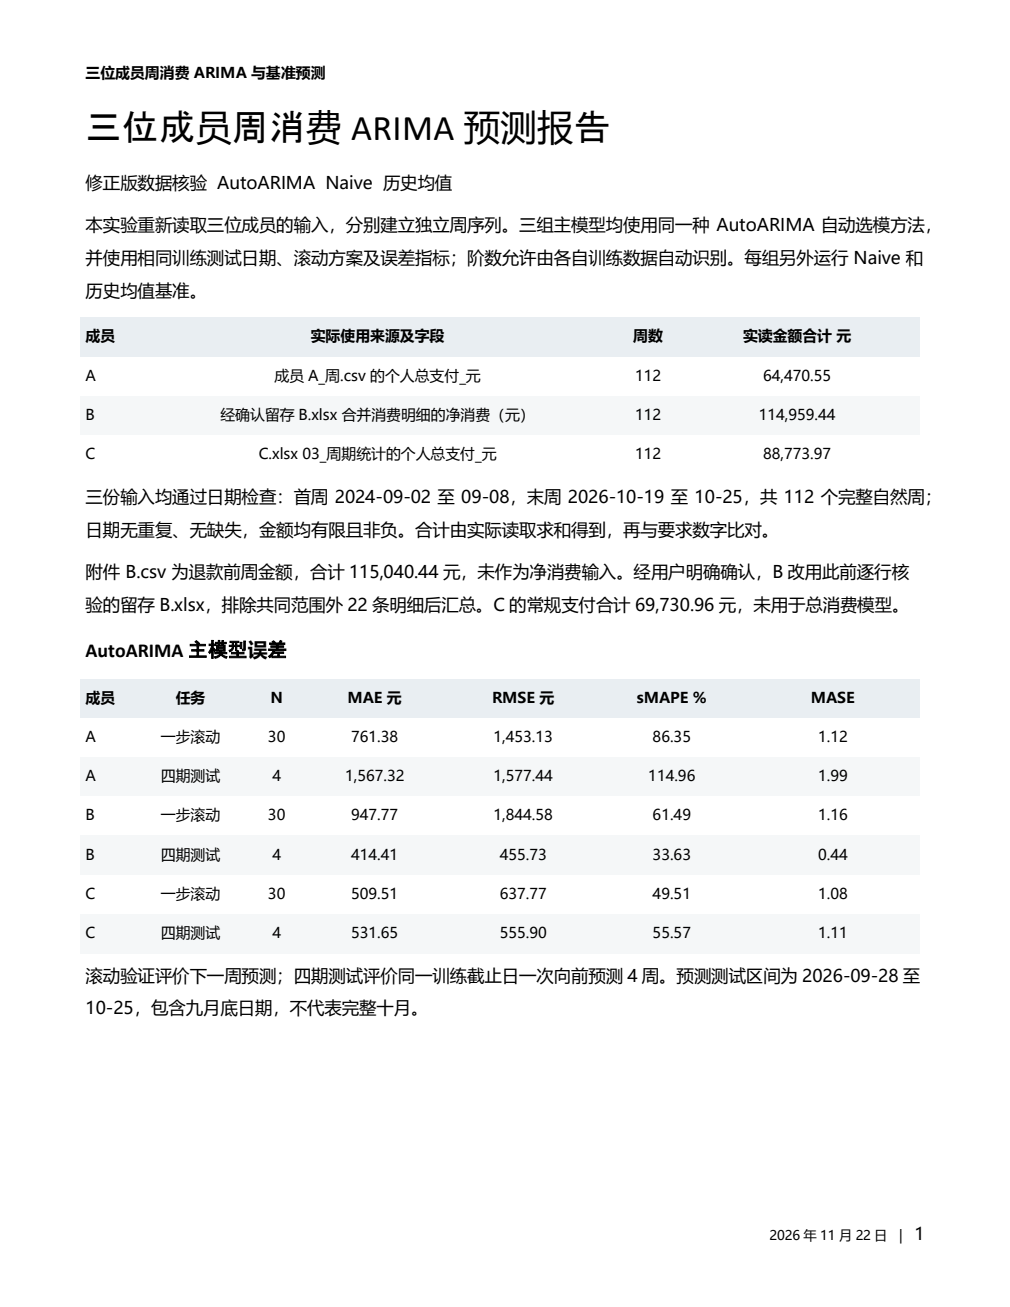 三位成员周消费 ARIMA 与基准预测
三位成员周消费 ARIMA 预测报告
修正版数据核验 AutoARIMA Naive 历史均值
本实验重新读取三位成员的输入，分别建立独立周序列。三组主模型均使用同一种 AutoARIMA 自动选模方法，
并使用相同训练测试日期、滚动方案及误差指标；阶数允许由各自训练数据自动识别。每组另外运行 Naive 和
历史均值基准。
成员 实际使用来源及字段 周数 实读金额合计 元
A 成员 A_周.csv 的个人总支付_元 112 64,470.55
B 经确认留存 B.xlsx 合并消费明细的净消费（元） 112 114,959.44
C C.xlsx 03_周期统计的个人总支付_元 112 88,773.97
三份输入均通过日期检查：首周 2024-09-02 至 09-08，末周 2026-10-19 至 10-25，共 112 个完整自然周；
日期无重复、无缺失，金额均有限且非负。合计由实际读取求和得到，再与要求数字比对。
附件 B.csv 为退款前周金额，合计 115,040.44 元，未作为净消费输入。经用户明确确认，B 改用此前逐行核
验的留存 B.xlsx，排除共同范围外 22 条明细后汇总。C 的常规支付合计 69,730.96 元，未用于总消费模型。
AutoARIMA 主模型误差
成员 任务 N MAE 元 RMSE 元 sMAPE % MASE
A 一步滚动 30 761.38 1,453.13 86.35 1.12
A 四期测试 4 1,567.32 1,577.44 114.96 1.99
B 一步滚动 30 947.77 1,844.58 61.49 1.16
B 四期测试 4 414.41 455.73 33.63 0.44
C 一步滚动 30 509.51 637.77 49.51 1.08
C 四期测试 4 531.65 555.90 55.57 1.11
滚动验证评价下一周预测；四期测试评价同一训练截止日一次向前预测 4 周。预测测试区间为 2026-09-28 至
10-25，包含九月底日期，不代表完整十月。
2026 年 11 月 22 日 | 1